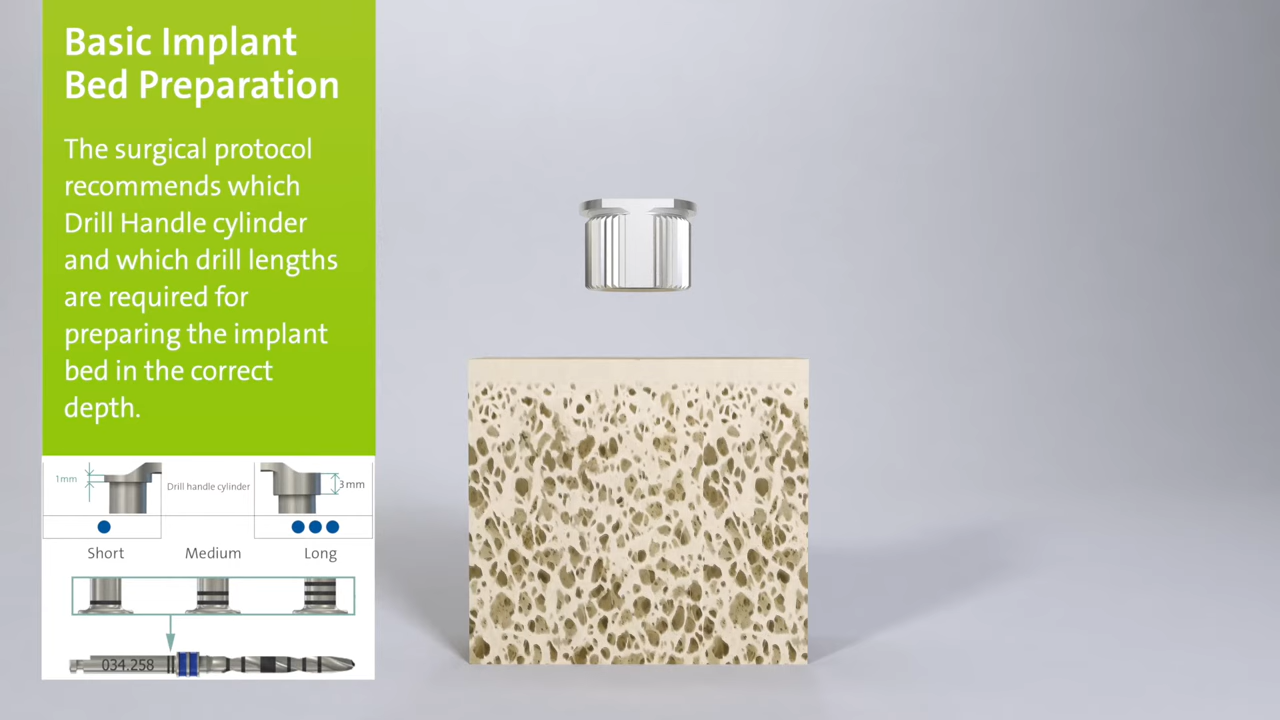 Basic Implant
Bed Preparation
The surgical protocol
recommends which
Drill Handle cylinder
and which drill lengths
are required for
preparing the implant
bed in the correct
depth.
1mm
Drill handle cylinder
3mm
Short Medium Long
034.258